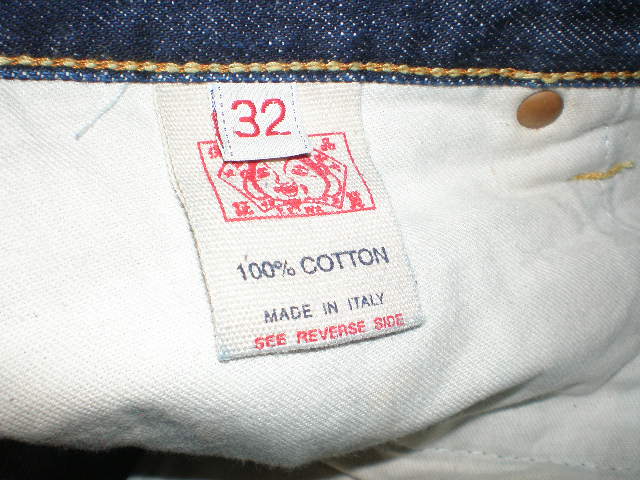 32
100% COTTON
MADE IN ITALY
SEE REVERSE SIDE